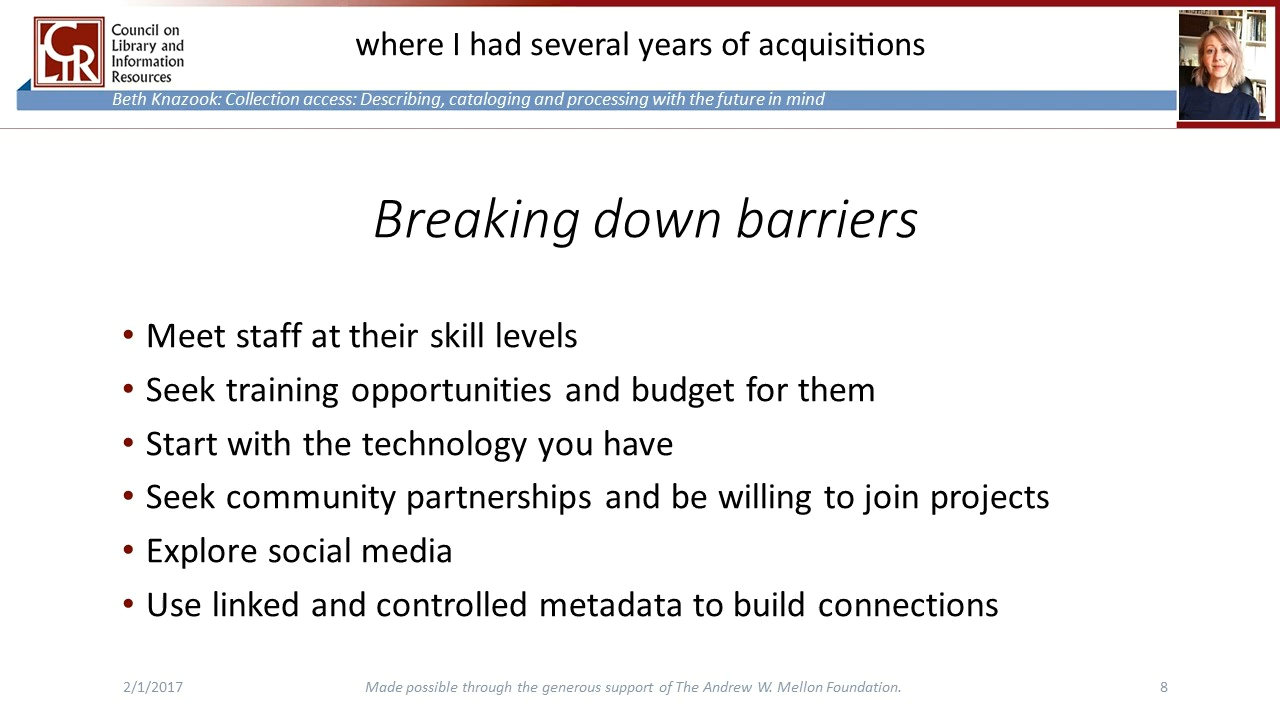 CLIR
Council on
Library and
Information
Resources
where I had several years of acquisitions
Beth Knazook: Collection access: Describing, cataloging and processing with the future in mind
Breaking down barriers
• Meet staff at their skill levels
• Seek training opportunities and budget for them
• Start with the technology you have
• Seek community partnerships and be willing to join projects
• Explore social media
• Use linked and controlled metadata to build connections
2/1/2017
Made possible through the generous support of The Andrew W. Mellon Foundation.
8